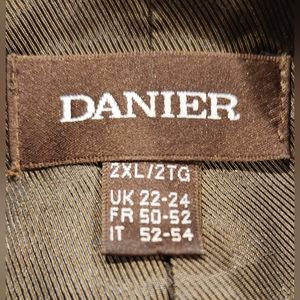 DANIER
2XL/2TG
UK 22-24
FR 50-52
IT 52-54